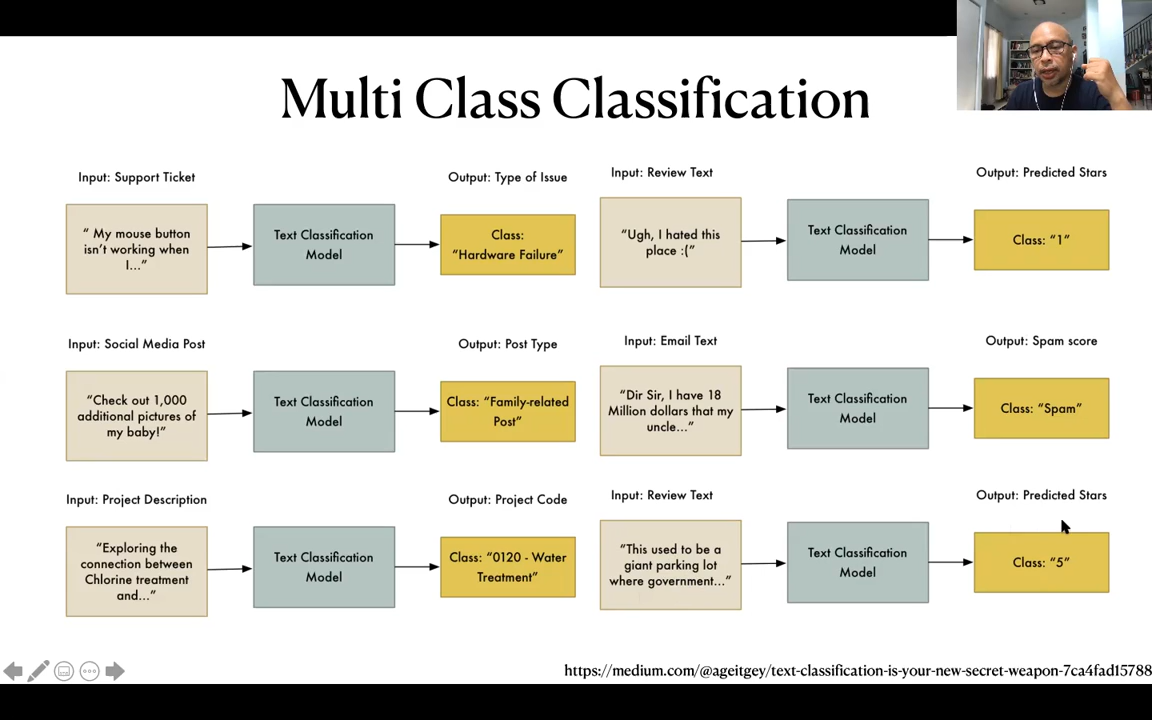 Multi Class Classification
Input: Support Ticket
“ My mouse button
isn’t working when
I...”
Text Classification
Model
Output: Type of Issue
Class:
“Hardware Failure”
Input: Review Text
“Ugh, I hated this
place :(”
Text Classification
Model
Output: Predicted Stars
Class: “1”
Input: Social Media Post
“Check out 1,000
additional pictures of
my baby!”
Text Classification
Model
Output: Post Type
Class: “Family-related
Post”
Input: Email Text
“Dir Sir, I have 18
Million dollars that my
uncle...”
Text Classification
Model
Output: Spam score
Class: “Spam”
Input: Project Description
“Exploring the
connection between
Chlorine treatment
and...”
Text Classification
Model
Output: Project Code
Class: “0120 - Water
Treatment”
Input: Review Text
“This used to be a
giant parking lot
where government...”
Text Classification
Model
Output: Predicted Stars
Class: “5”
https://medium.com/@ageitgey/text-classification-is-your-new-secret-weapon-7ca4fad15788